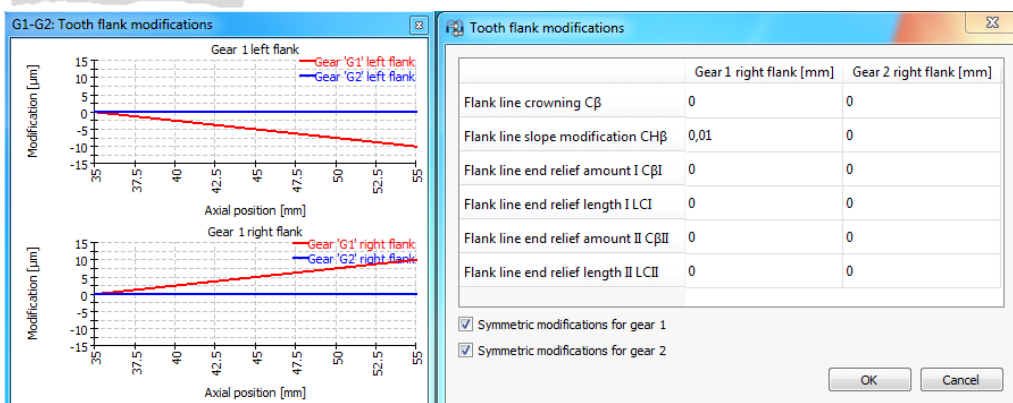 G1-G2: Tooth flank modifications
Gear 1 left flank
Gear 'G1' left flank
Gear 'G2' left flank
Modification [µm]
15
10
5
0
-5
-10
-15
35
37.5
40
42.5
45
47.5
50
52.5
55
Axial position [mm]
Gear 1 right flank
Gear 'G1' right flank
Gear 'G2' right flank
Modification [µm]
15
10
5
0
-5
-10
-15
35
37.5
40
42.5
45
47.5
50
52.5
55
Axial position [mm]
Tooth flank modifications
Gear 1 right flank [mm] Gear 2 right flank [mm]
Flank line crowning Cβ 0 0
Flank line slope modification CHβ 0,01 0
Flank line end relief amount I CβI 0 0
Flank line end relief length I LCI 0 0
Flank line end relief amount II CβII 0 0
Flank line end relief length II LCII 0 0
Symmetric modifications for gear 1
Symmetric modifications for gear 2
OK Cancel